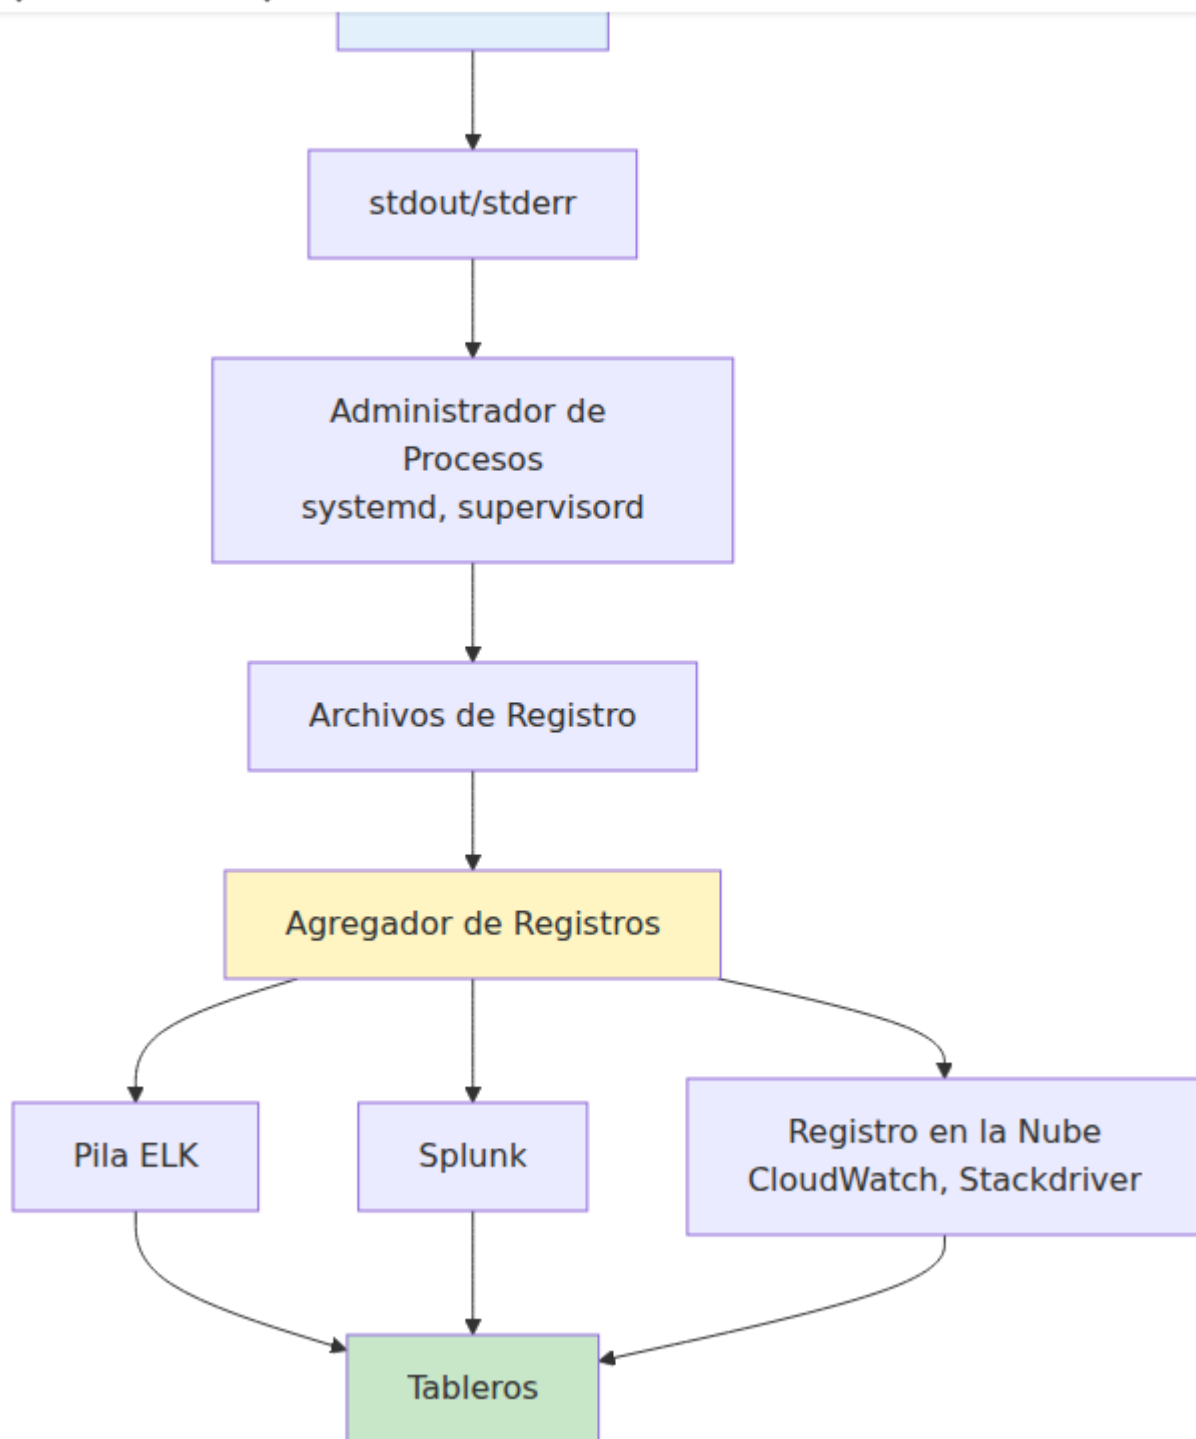 stdout/stderr
Administrador de
Procesos
systemd, supervisord
Archivos de Registro
Agregador de Registros
Pila ELK
Splunk
Registro en la Nube
CloudWatch, Stackdriver
Tableros